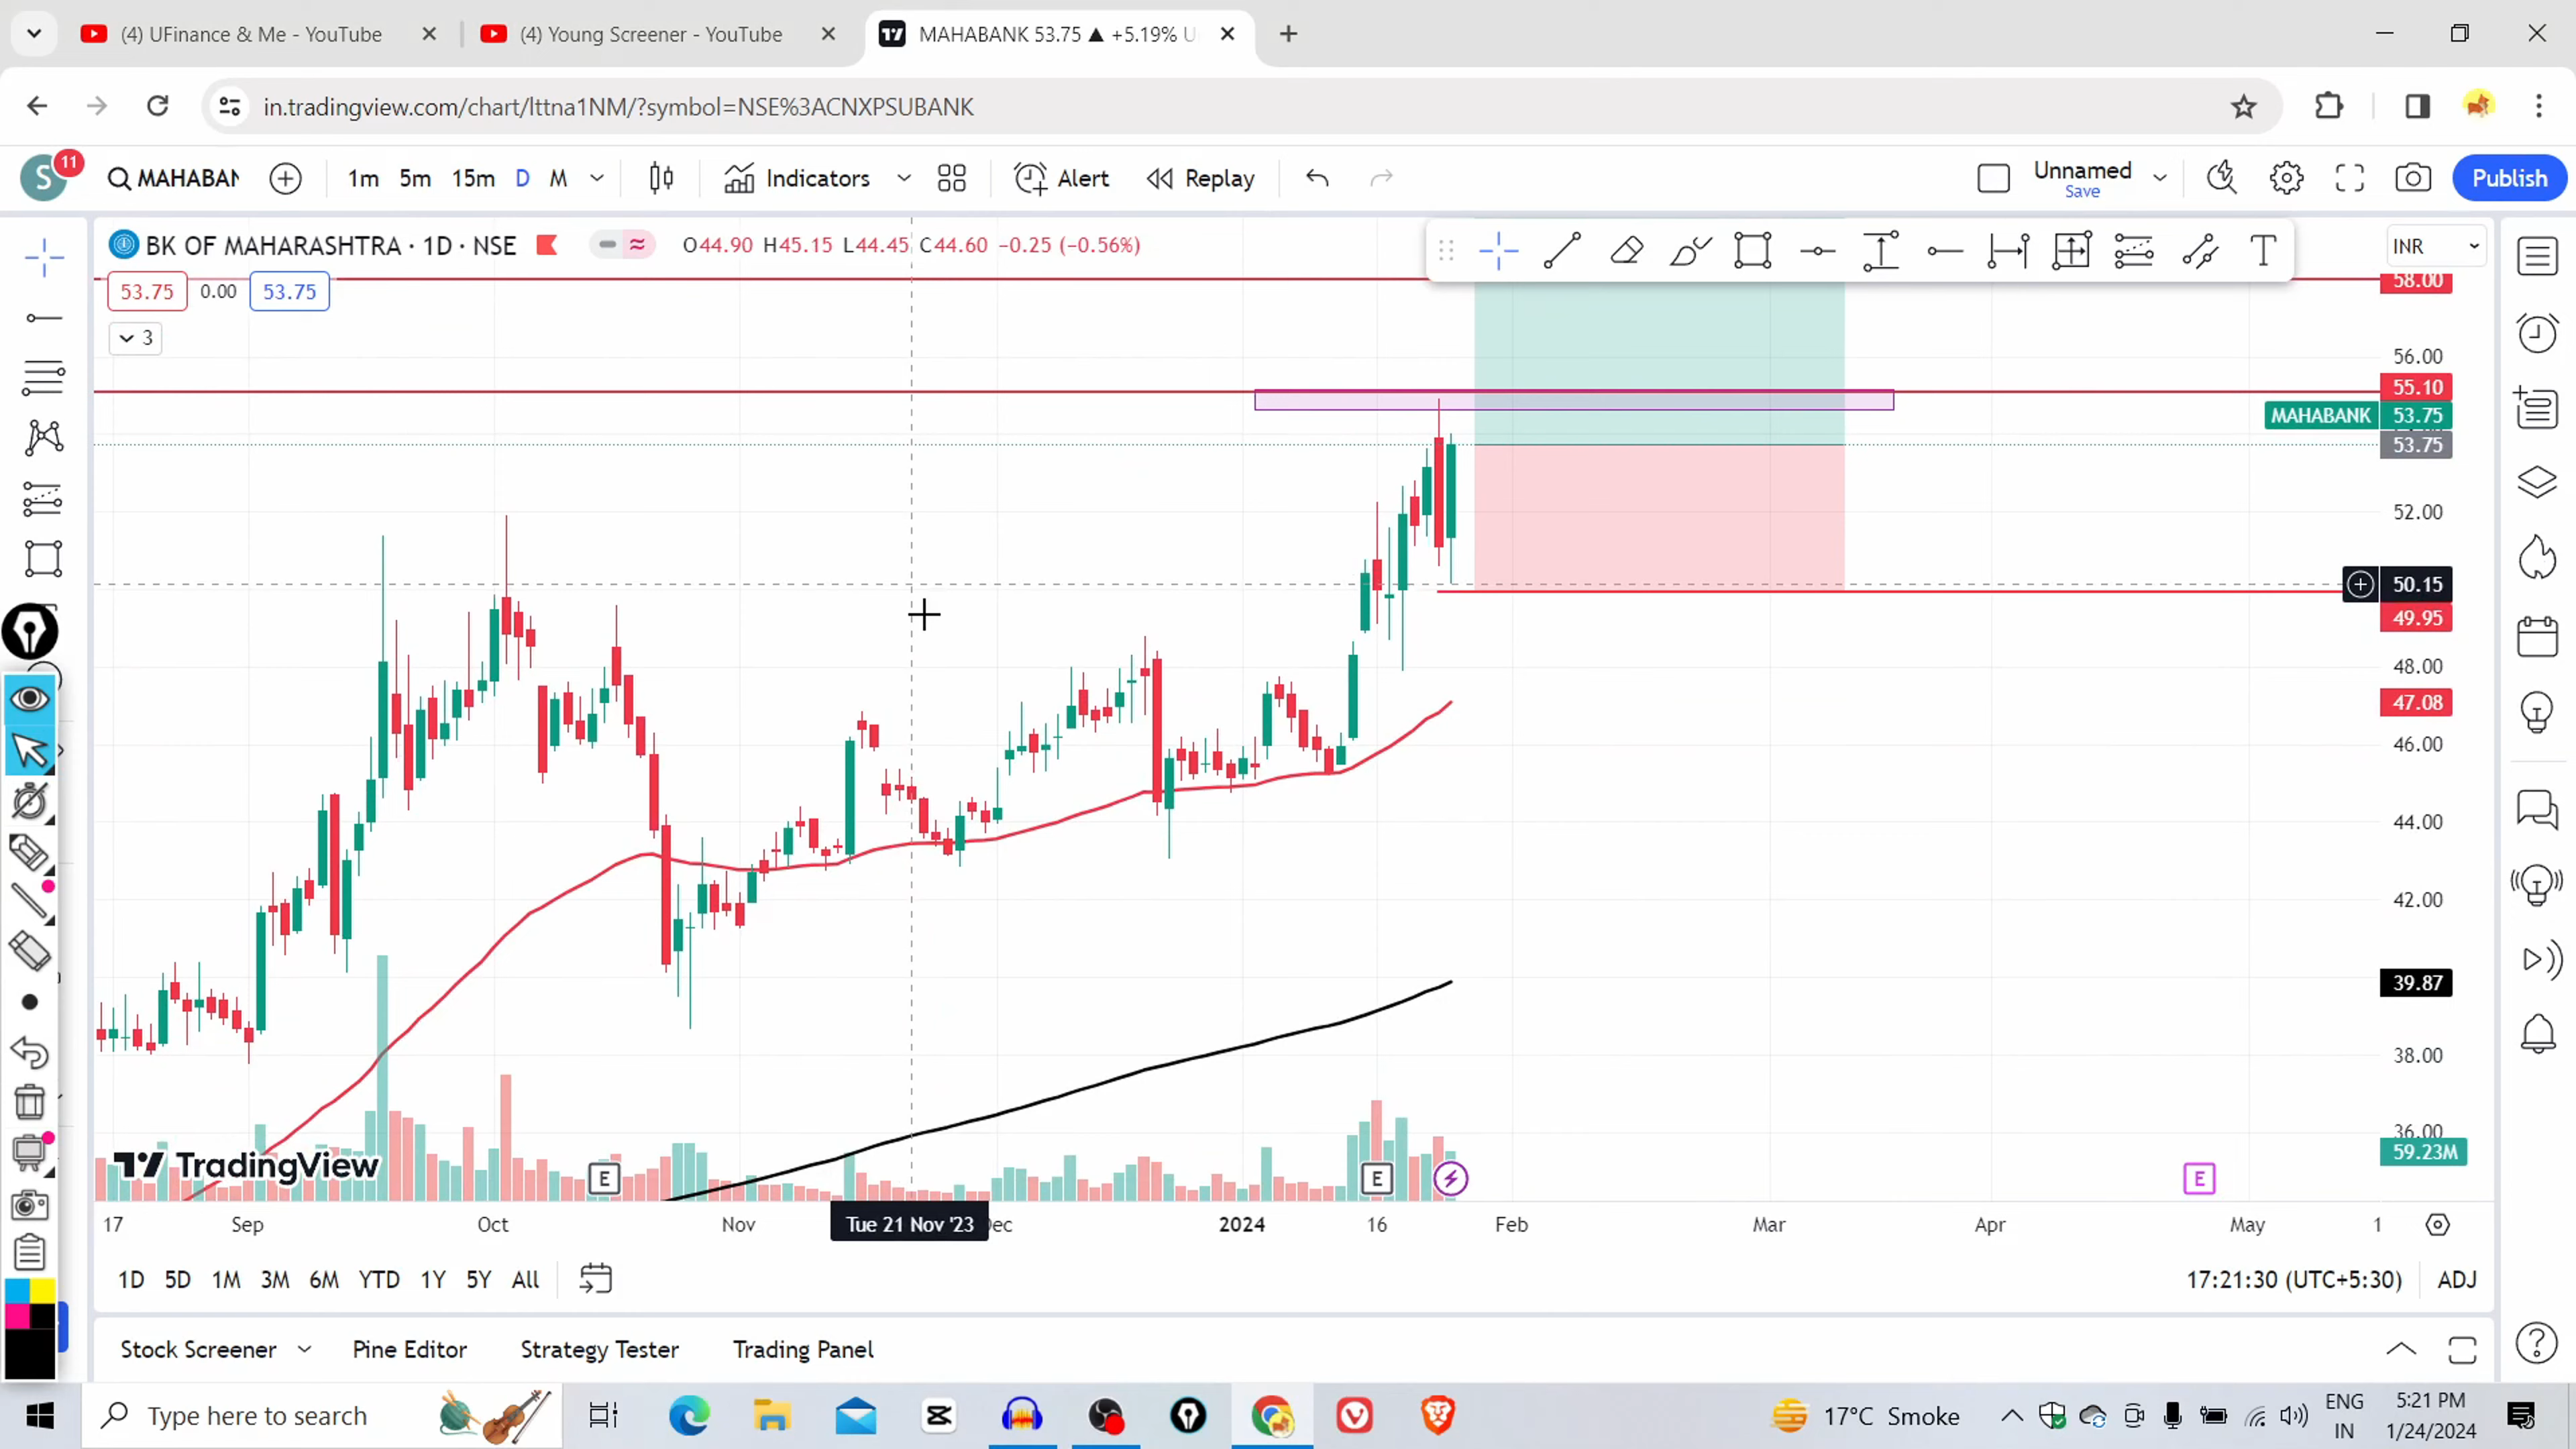 (4) UFinance & Me - YouTube
(4) Young Screener - YouTube
MAHABANK 53.75 ▲ +5.19% U
in.tradingview.com/chart/lttna1NM/?symbol=NSE%3ACNXPSUBANK
S
11
MAHABAN
1m 5m 15m D M
Indicators
Alert
Replay
Unnamed
Save
Publish
BK OF MAHARASHTRA · 1D · NSE
O44.90 H45.15 L44.45 C44.60 −0.25 (−0.56%)
INR
53.75 0.00 53.75
3
58.00
56.00
55.10
MAHABANK 53.75
53.75
52.00
50.15
49.95
48.00
47.08
46.00
44.00
42.00
39.87
38.00
36.00
59.23M
TradingView
E
E
E
17 Sep Oct Nov Tue 21 Nov '23 Dec 2024 16 Feb Mar Apr May 1
1D 5D 1M 3M 6M YTD 1Y 5Y All
17:21:30 (UTC+5:30) ADJ
Stock Screener Pine Editor Strategy Tester Trading Panel
Type here to search
17°C Smoke
ENG
IN
5:21 PM
1/24/2024